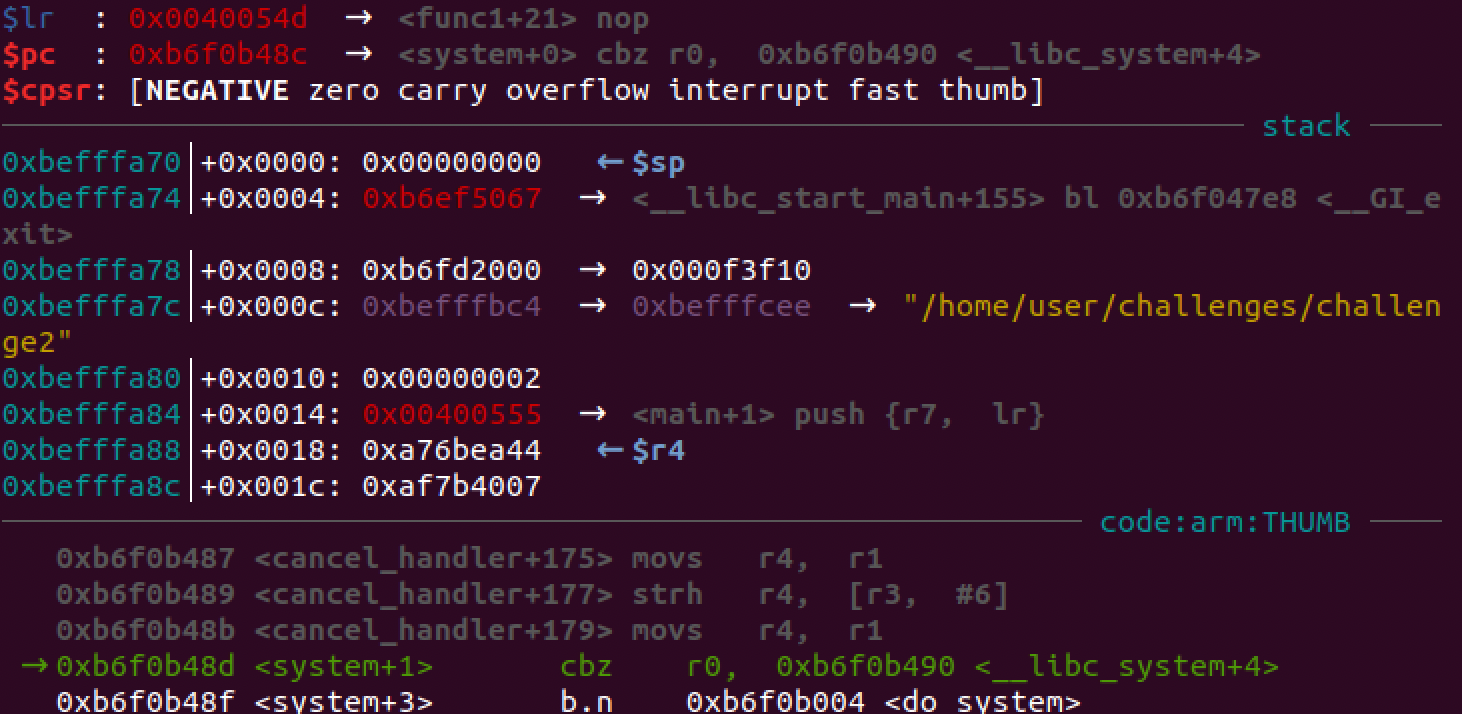 $lr  : 0x0040054d  →  <func1+21> nop
$pc  : 0xb6f0b48c  →  <system+0> cbz r0,  0xb6f0b490 <__libc_system+4>
$cpsr: [NEGATIVE zero carry overflow interrupt fast thumb]
stack
0xbefffa70│+0x0000: 0x00000000   ←$sp
0xbefffa74│+0x0004: 0xb6ef5067  →  <__libc_start_main+155> bl 0xb6f047e8 <__GI_e
xit>
0xbefffa78│+0x0008: 0xb6fd2000  →  0x000f3f10
0xbefffa7c│+0x000c: 0xbefffbc4  →  0xbefffcee  →  "/home/user/challenges/challen
ge2"
0xbefffa80│+0x0010: 0x00000002
0xbefffa84│+0x0014: 0x00400555  →  <main+1> push {r7,  lr}
0xbefffa88│+0x0018: 0xa76bea44   ←$r4
0xbefffa8c│+0x001c: 0xaf7b4007
code:arm:THUMB
0xb6f0b487 <cancel_handler+175> movs   r4,  r1
0xb6f0b489 <cancel_handler+177> strh   r4,  [r3,  #6]
0xb6f0b48b <cancel_handler+179> movs   r4,  r1
→0xb6f0b48d <system+1>       cbz    r0,  0xb6f0b490 <__libc_system+4>
0xb6f0b48f <system+3>       b.n    0xb6f0b004 <do_system>